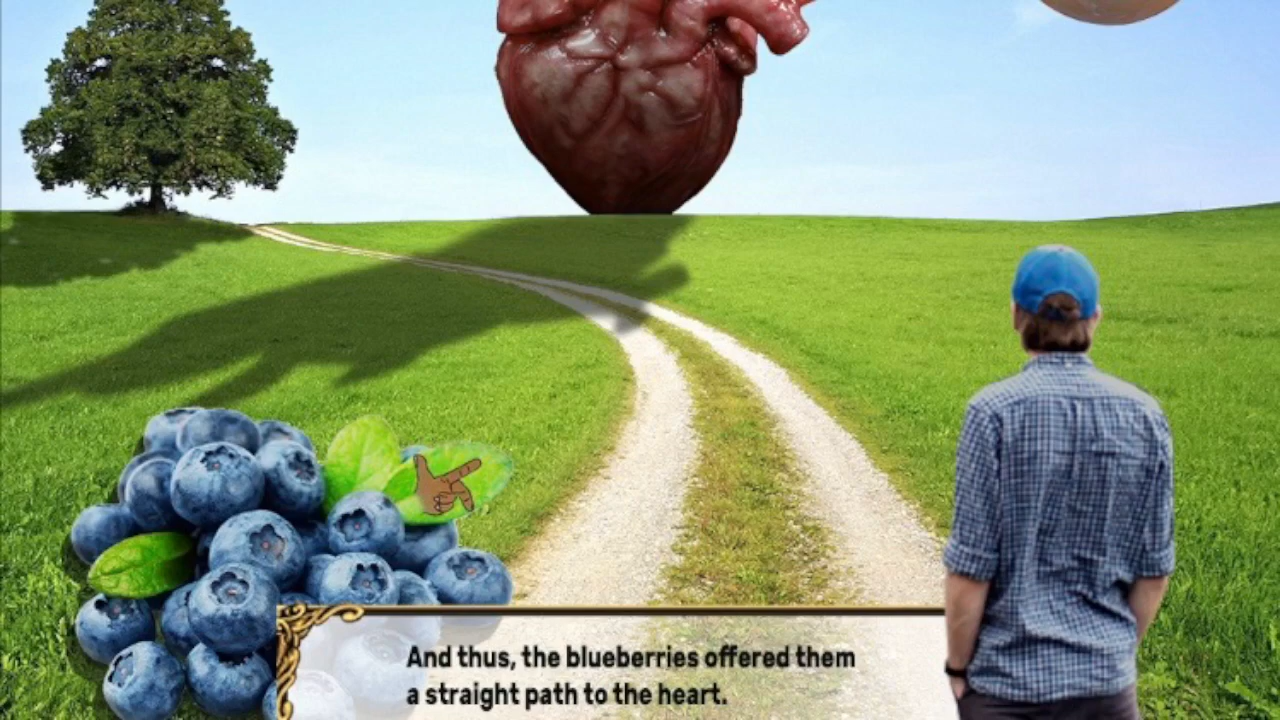 And thus, the blueberries offered them
a straight path to the heart.